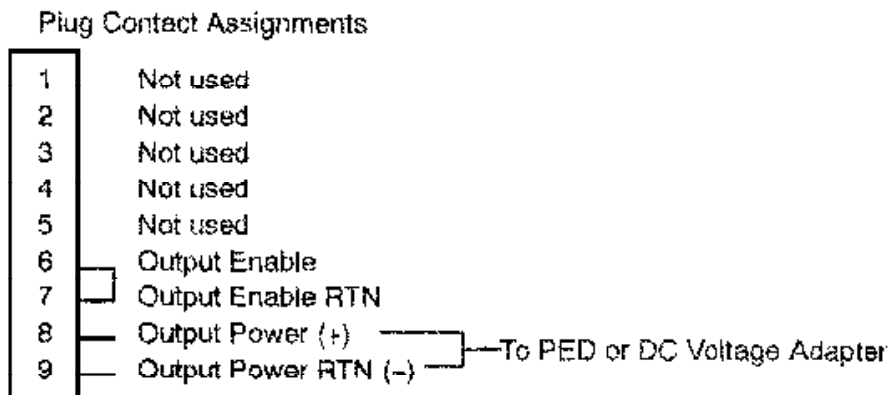 Plug Contact Assignments
1 Not used
2 Not used
3 Not used
4 Not used
5 Not used
6 Output Enable
7 Output Enable RTN
8 Output Power (+)
9 Output Power RTN (–)
To PED or DC Voltage Adapter